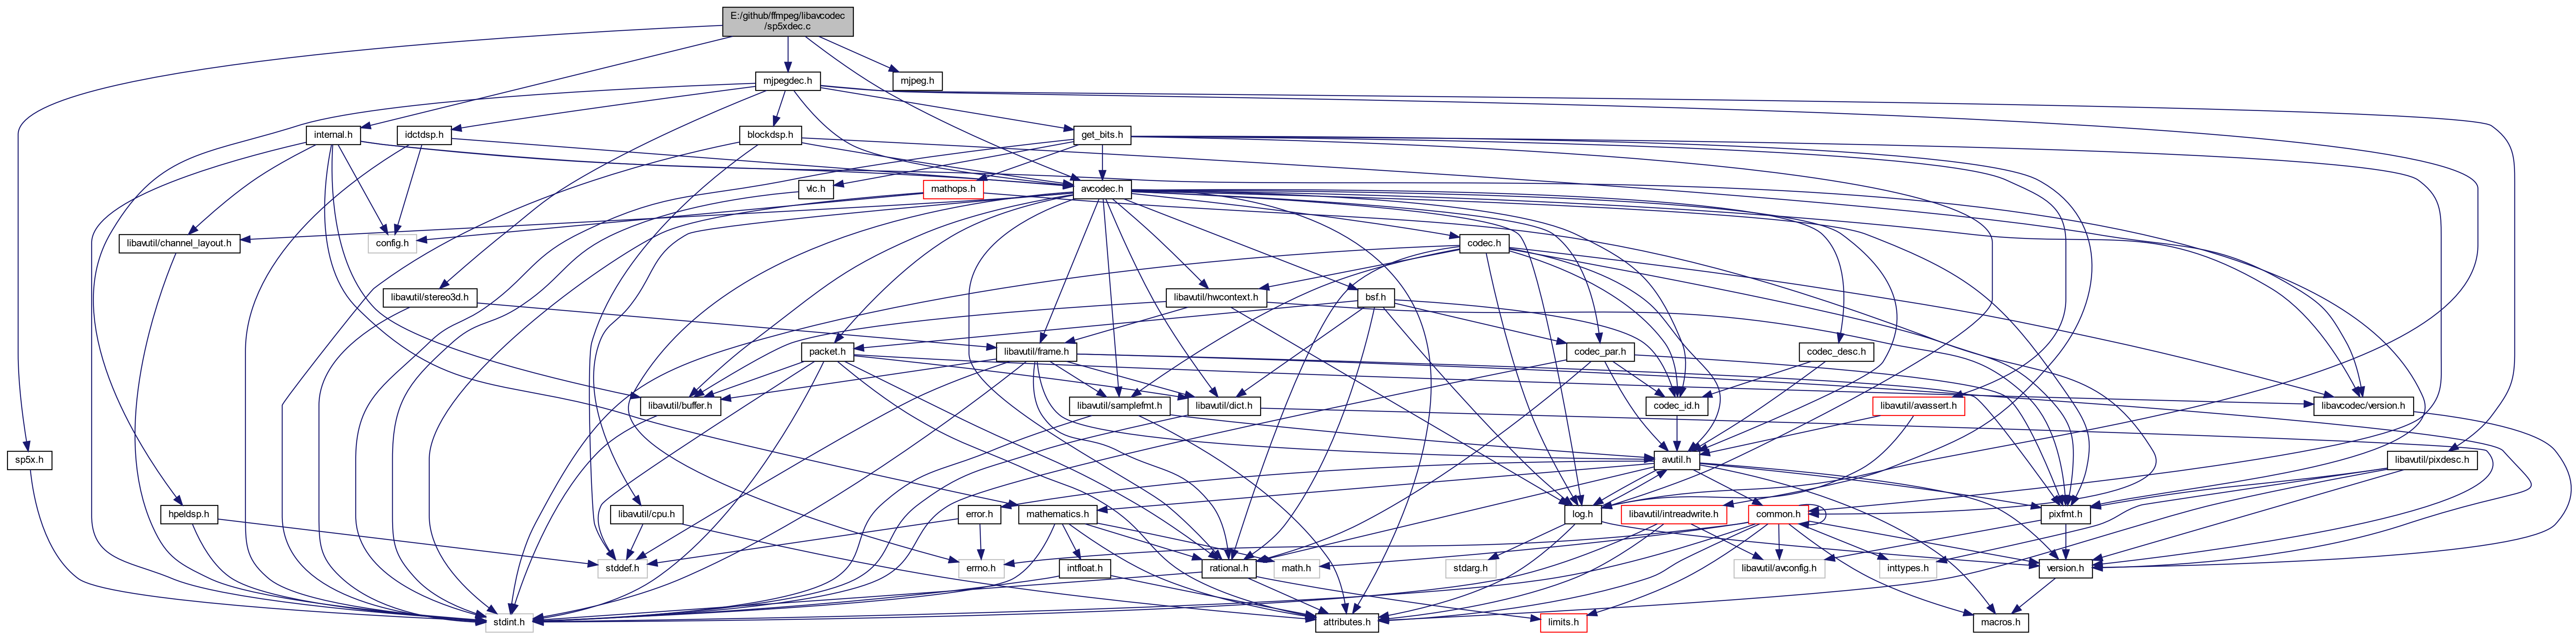 E:/github/ffmpeg/libavcodec
/sp5xdec.c
mjpegdec.h
mjpeg.h
internal.h
idctdsp.h
blockdsp.h
get_bits.h
vlc.h
mathops.h
avcodec.h
libavutil/channel_layout.h
config.h
codec.h
libavutil/stereo3d.h
libavutil/hwcontext.h
bsf.h
packet.h
libavutil/frame.h
codec_par.h
codec_desc.h
libavutil/buffer.h
libavutil/samplefmt.h
libavutil/dict.h
codec_id.h
libavutil/avassert.h
libavcodec/version.h
sp5x.h
avutil.h
libavutil/pixdesc.h
hpeldsp.h
libavutil/cpu.h
error.h
mathematics.h
log.h
libavutil/intreadwrite.h
common.h
pixfmt.h
stddef.h
errno.h
intfloat.h
rational.h
math.h
stdarg.h
libavutil/avconfig.h
inttypes.h
version.h
stdint.h
attributes.h
limits.h
macros.h